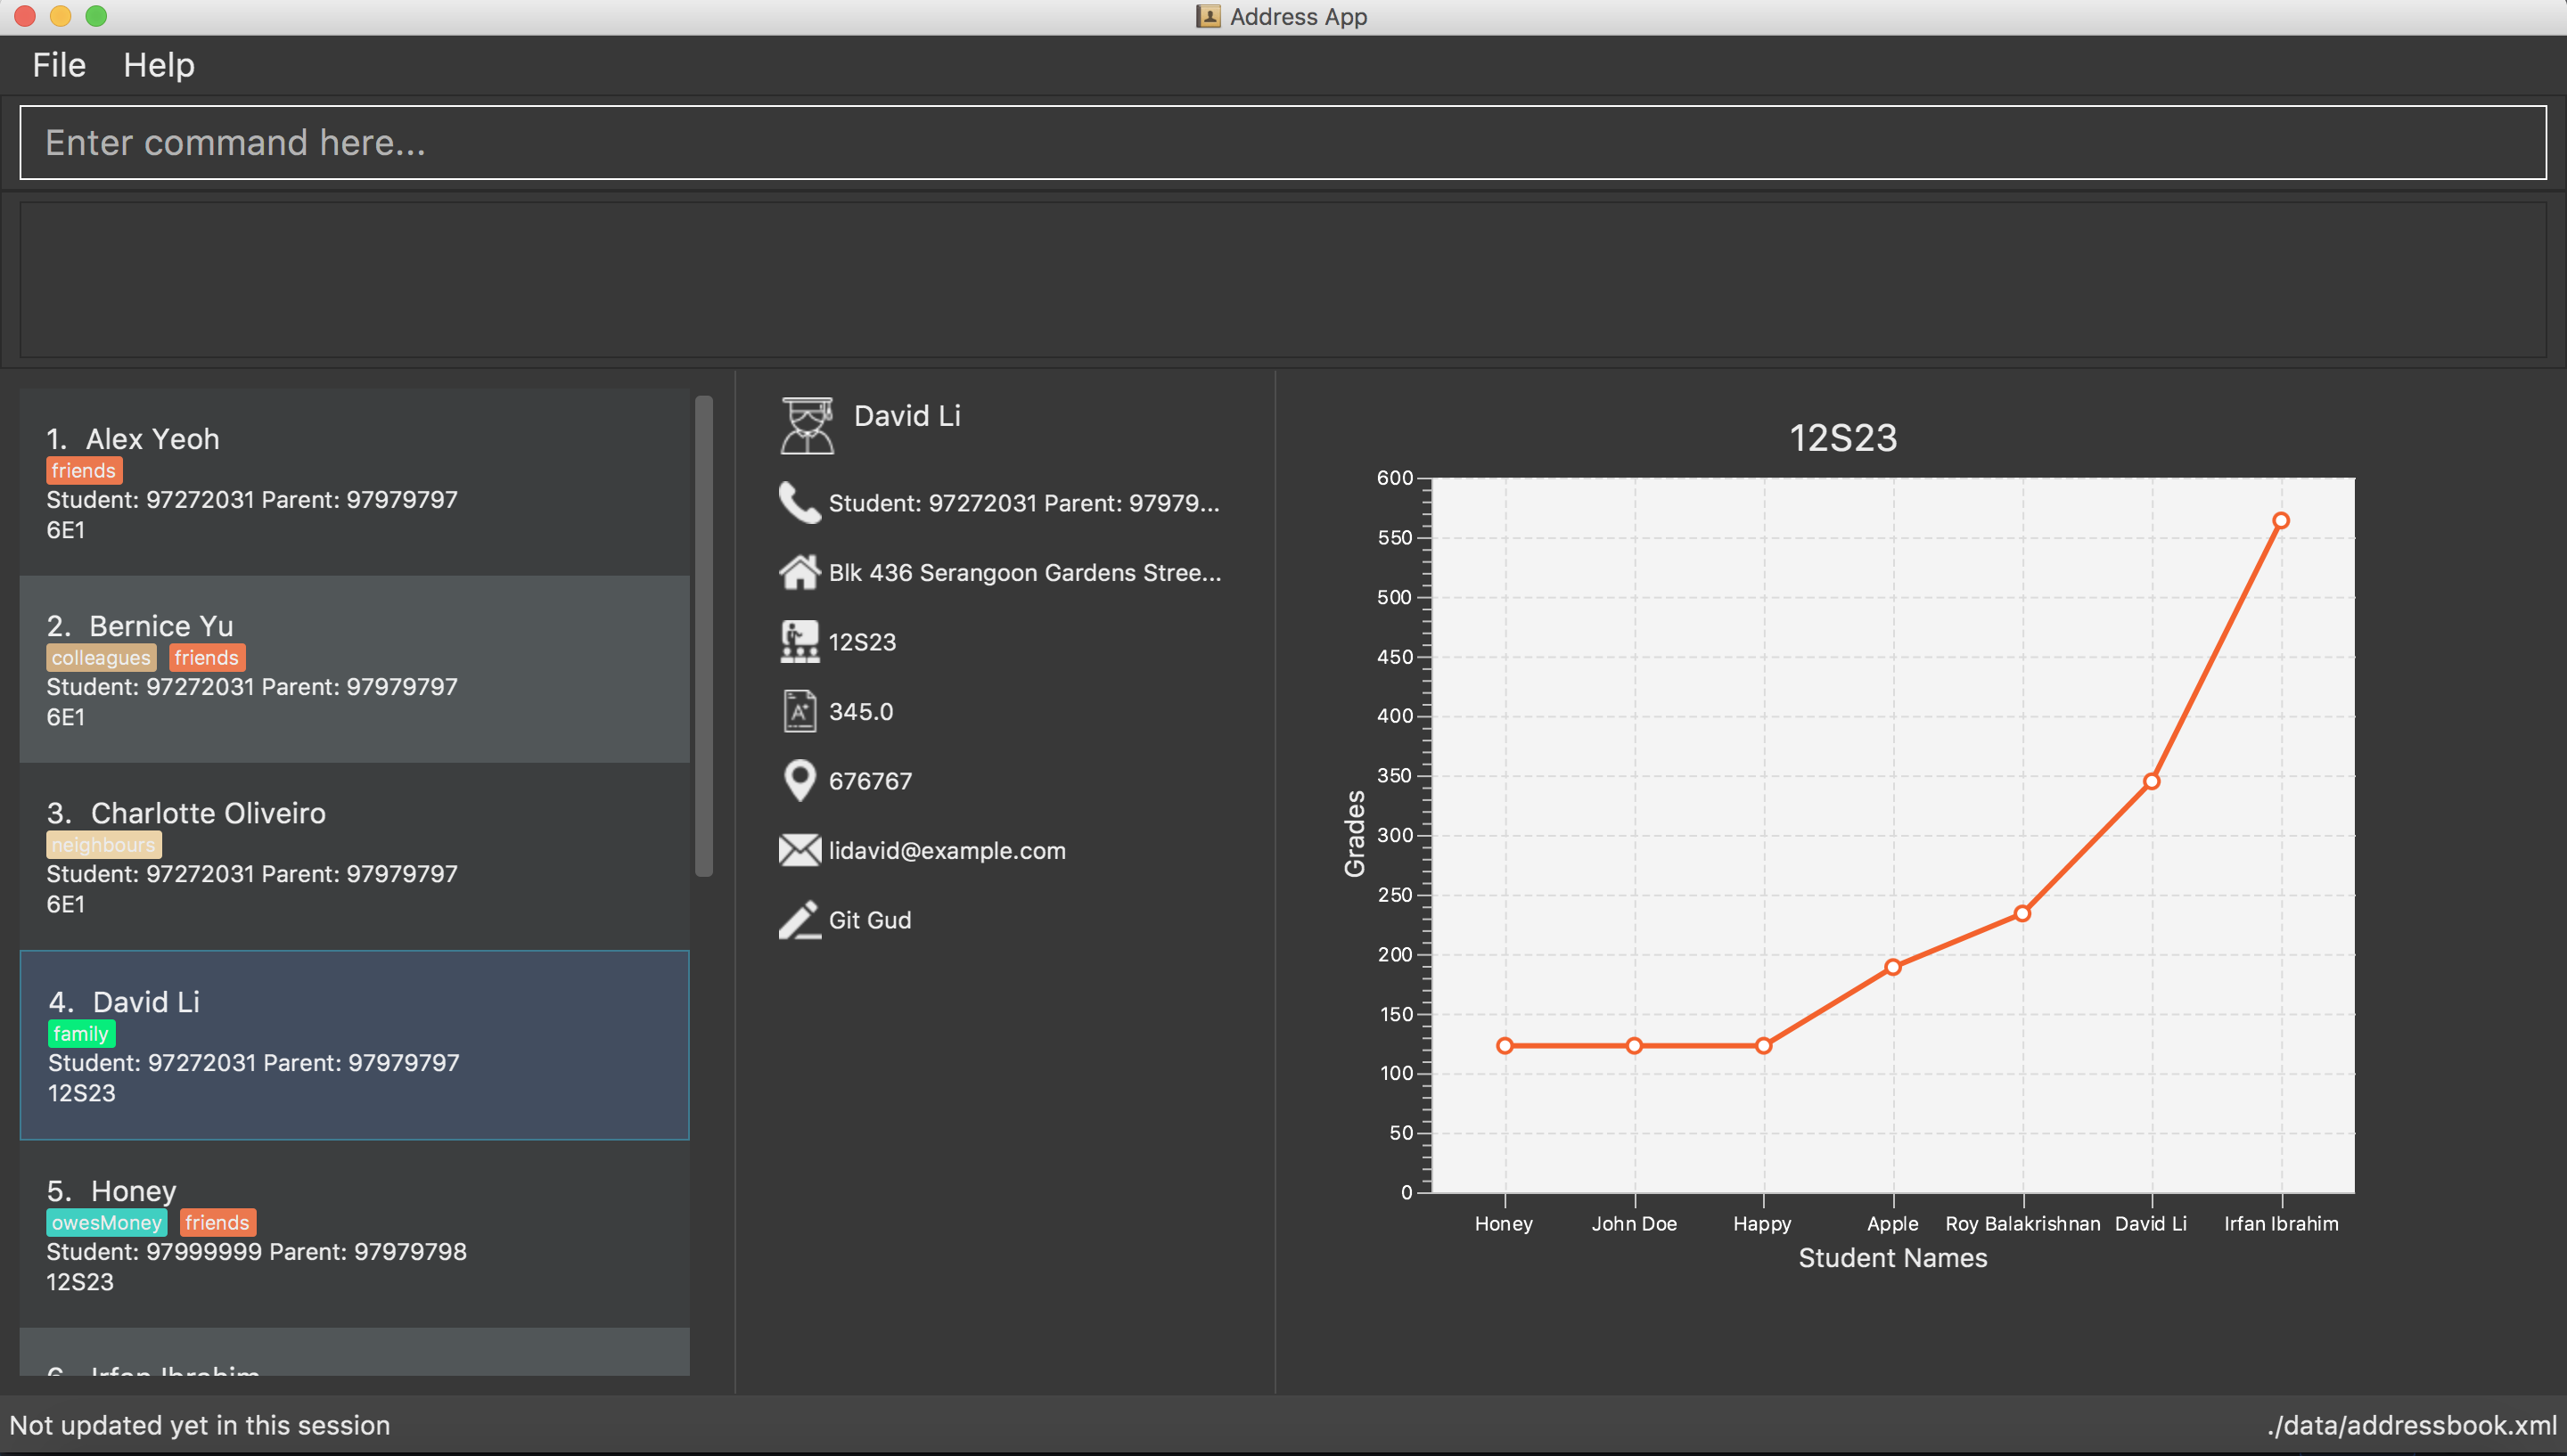 Address App
File Help
Enter command here...
1. Alex Yeoh
friends
Student: 97272031 Parent: 97979797
6E1
2. Bernice Yu
colleagues friends
Student: 97272031 Parent: 97979797
6E1
3. Charlotte Oliveiro
neighbours
Student: 97272031 Parent: 97979797
6E1
4. David Li
family
Student: 97272031 Parent: 97979797
12S23
5. Honey
owesMoney friends
Student: 97999999 Parent: 97979798
12S23
6. Irfan Ibrahim
David Li
Student: 97272031 Parent: 97979...
Blk 436 Serangoon Gardens Stree...
12S23
A+
345.0
676767
lidavid@example.com
Git Gud
12S23
600
550
500
450
400
350
300
250
200
150
100
50
0
Grades
Honey John Doe Happy Apple Roy Balakrishnan David Li Irfan Ibrahim
Student Names
Not updated yet in this session
./data/addressbook.xml